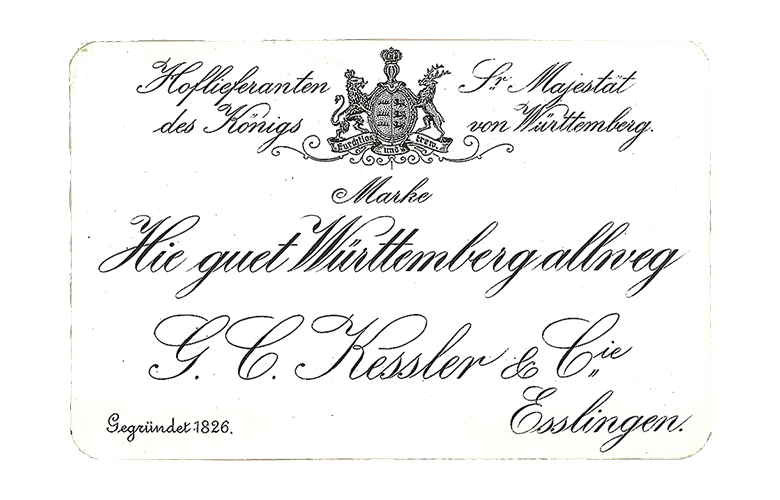 Hoflieferanten Sr. Majestät
des Königs von Württemberg.
Furchtlos und trew.
Marke
Hie guet Württemberg allweg
G. C. Kessler & Cie
Esslingen.
Gegründet 1826.